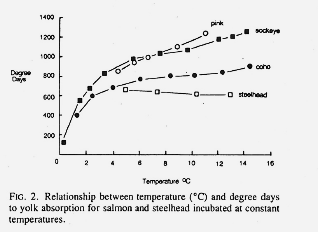 1400
1200
1000
800
600
400
200
Degree
Days
pink
sockeye
coho
steelhead
0 2 4 6 8 10 12 14 16
Temperature °C
FIG. 2. Relationship between temperature (°C) and degree days
to yolk absorption for salmon and steelhead incubated at constant
temperatures.